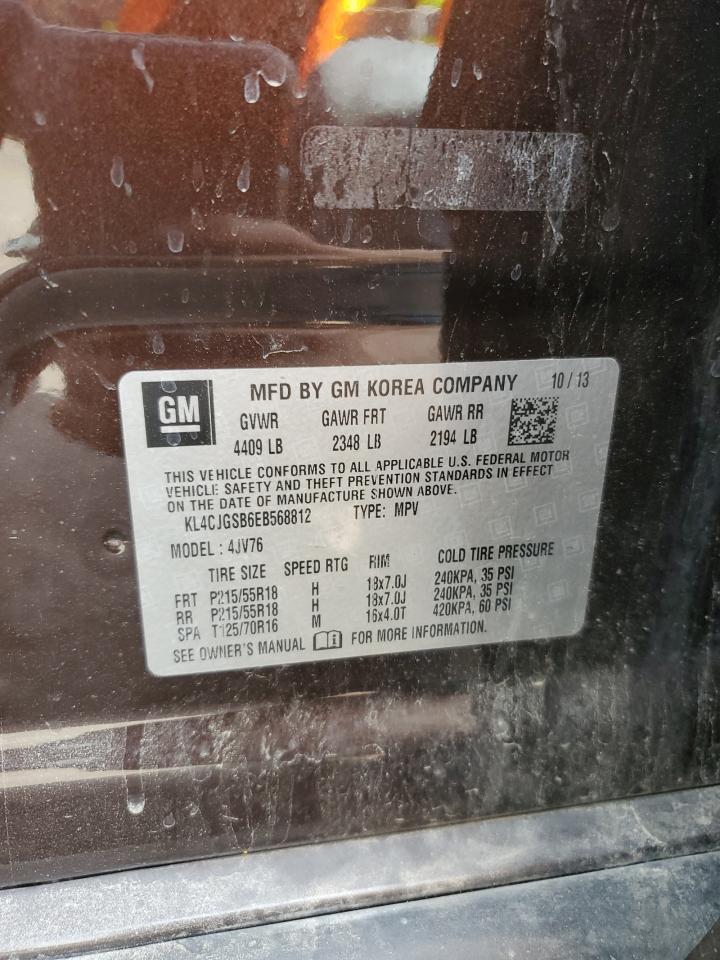 GM
MFD BY GM KOREA COMPANY 10 / 13
GVWR GAWR FRT GAWR RR
4409 LB 2348 LB 2194 LB
THIS VEHICLE CONFORMS TO ALL APPLICABLE U.S. FEDERAL MOTOR
VEHICLE SAFETY AND THEFT PREVENTION STANDARDS IN EFFECT
ON THE DATE OF MANUFACTURE SHOWN ABOVE.
KL4CJGSB6EB568812 TYPE: MPV
MODEL : 4JV76
TIRE SIZE SPEED RTG RIM COLD TIRE PRESSURE
FRT P215/55R18 H 18x7.0J 240KPA, 35 PSI
RR P215/55R18 H 18x7.0J 240KPA, 35 PSI
SPA T125/70R16 M 16x4.0T 420KPA, 60 PSI
SEE OWNER'S MANUAL FOR MORE INFORMATION.